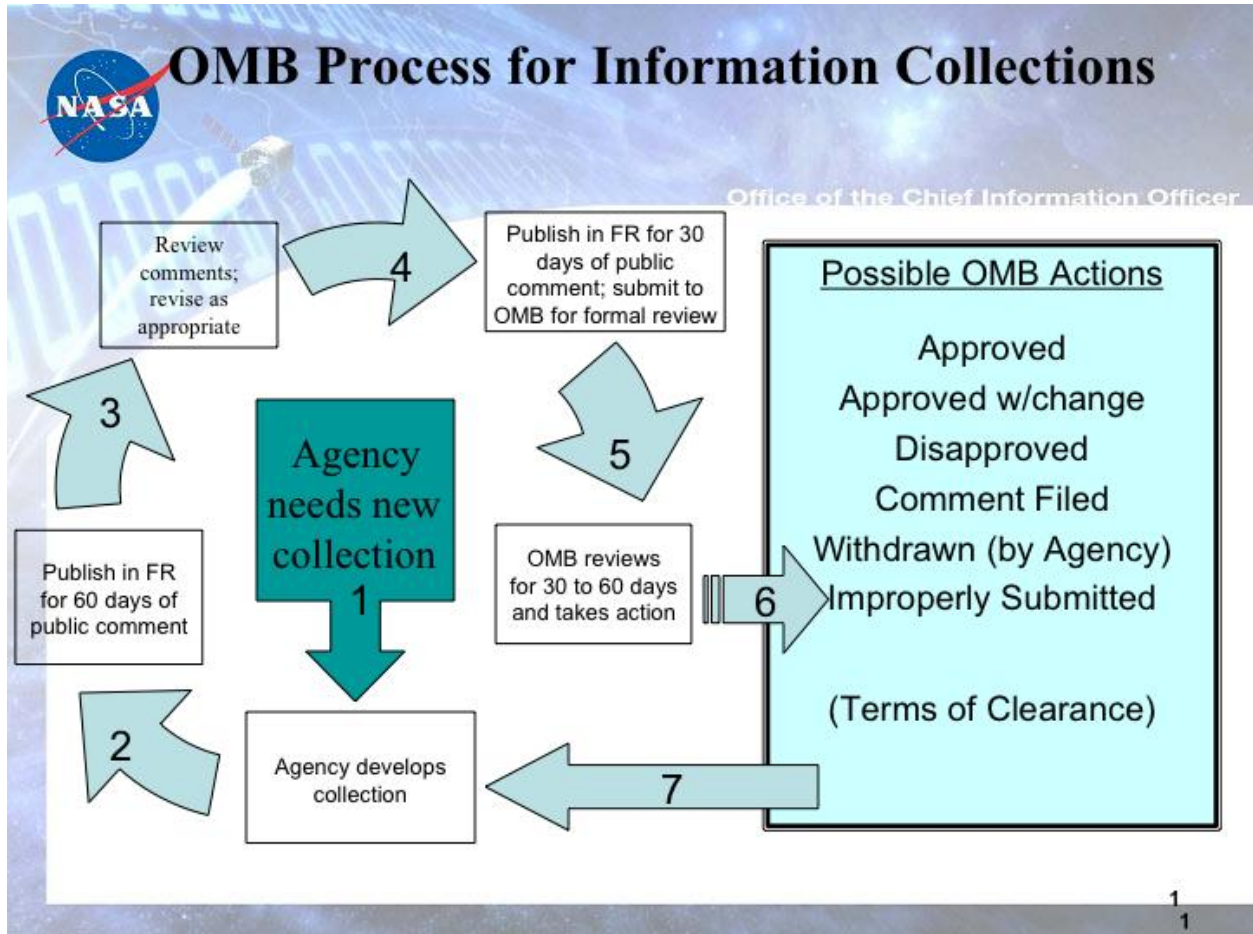 OMB Process for Information Collections
NASA
Office of the Chief Information Officer
Agency
needs new
collection
1
Agency develops
collection
2
Publish in FR
for 60 days of
public comment
3
Review
comments;
revise as
appropriate
4
Publish in FR for 30
days of public
comment; submit to
OMB for formal review
5
OMB reviews
for 30 to 60 days
and takes action
6
Possible OMB Actions
Approved
Approved w/change
Disapproved
Comment Filed
Withdrawn (by Agency)
Improperly Submitted
(Terms of Clearance)
7
1
1